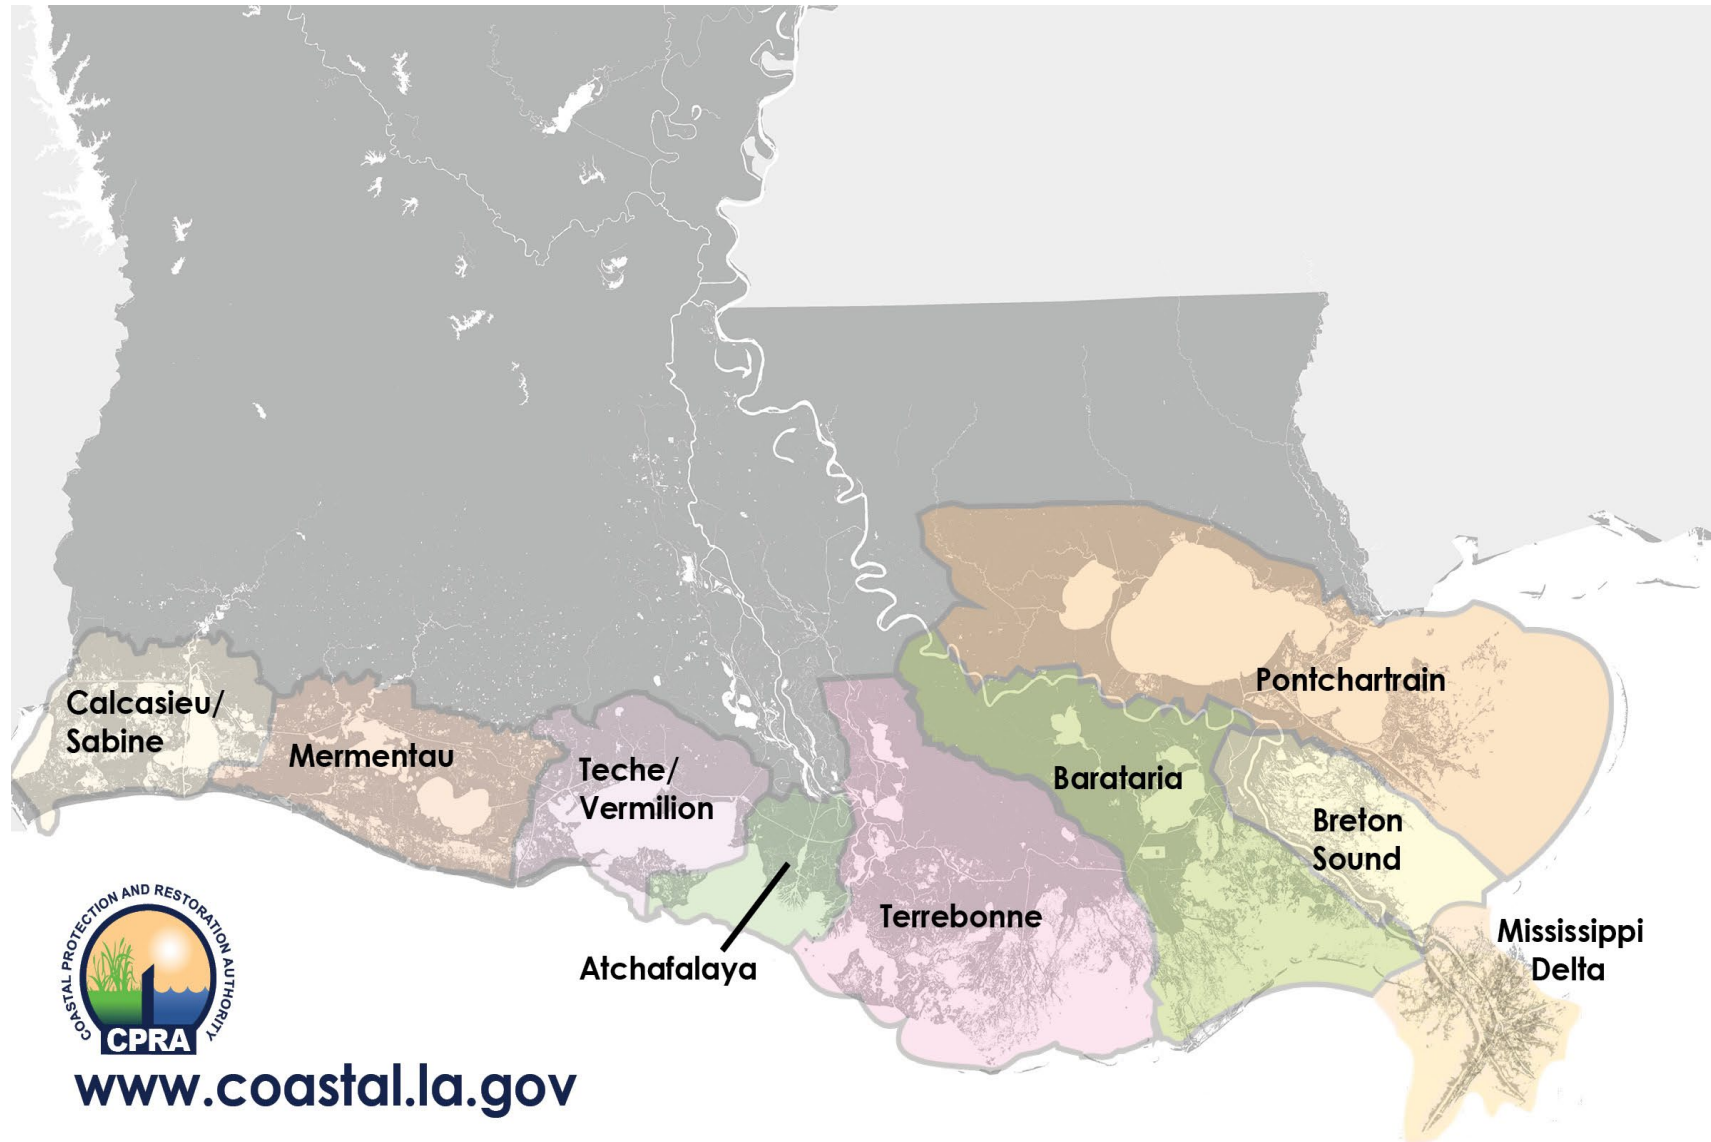 Calcasieu/
Sabine
Mermentau
Teche/
Vermilion
Atchafalaya
Terrebonne
Barataria
Pontchartrain
Breton
Sound
Mississippi
Delta
COASTAL PROTECTION AND RESTORATION AUTHORITY
CPRA
www.coastal.la.gov